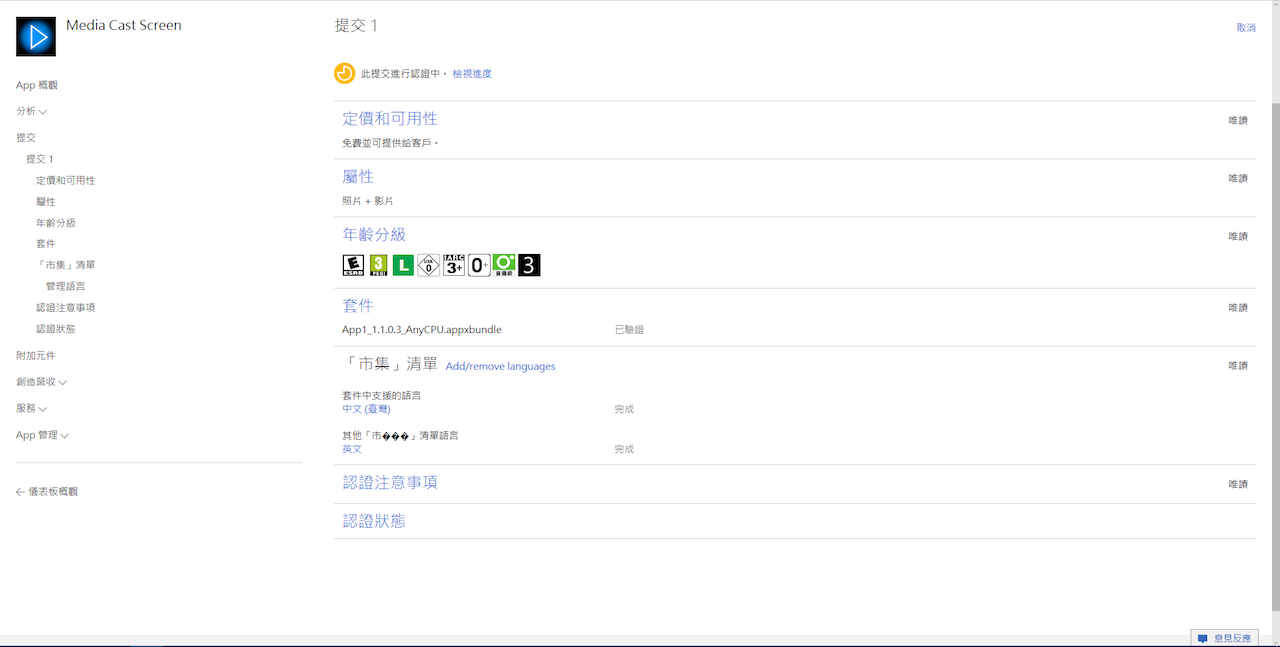 Media Cast Screen
App 概觀
分析
提交
提交 1
定價和可用性
屬性
年齡分級
套件
「市集」清單
管理語言
認證注意事項
認證狀態
附加元件
創造營收
服務
App 管理
儀表板概觀
提交 1
取消
此提交進行認證中。 檢視進度
定價和可用性
唯讀
免費並可提供給客戶。
屬性
唯讀
照片 + 影片
年齡分級
唯讀
E ESRB 3 PEGI L USK 0 IARC 3+ 0+ 普遍級 3
套件
唯讀
App1_1.1.0.3_AnyCPU.appxbundle 已驗證
「市集」清單 Add/remove languages
唯讀
套件中支援的語言
中文 (臺灣) 完成
其他「市���」清單語言
英文 完成
認證注意事項
唯讀
認證狀態
意見反應